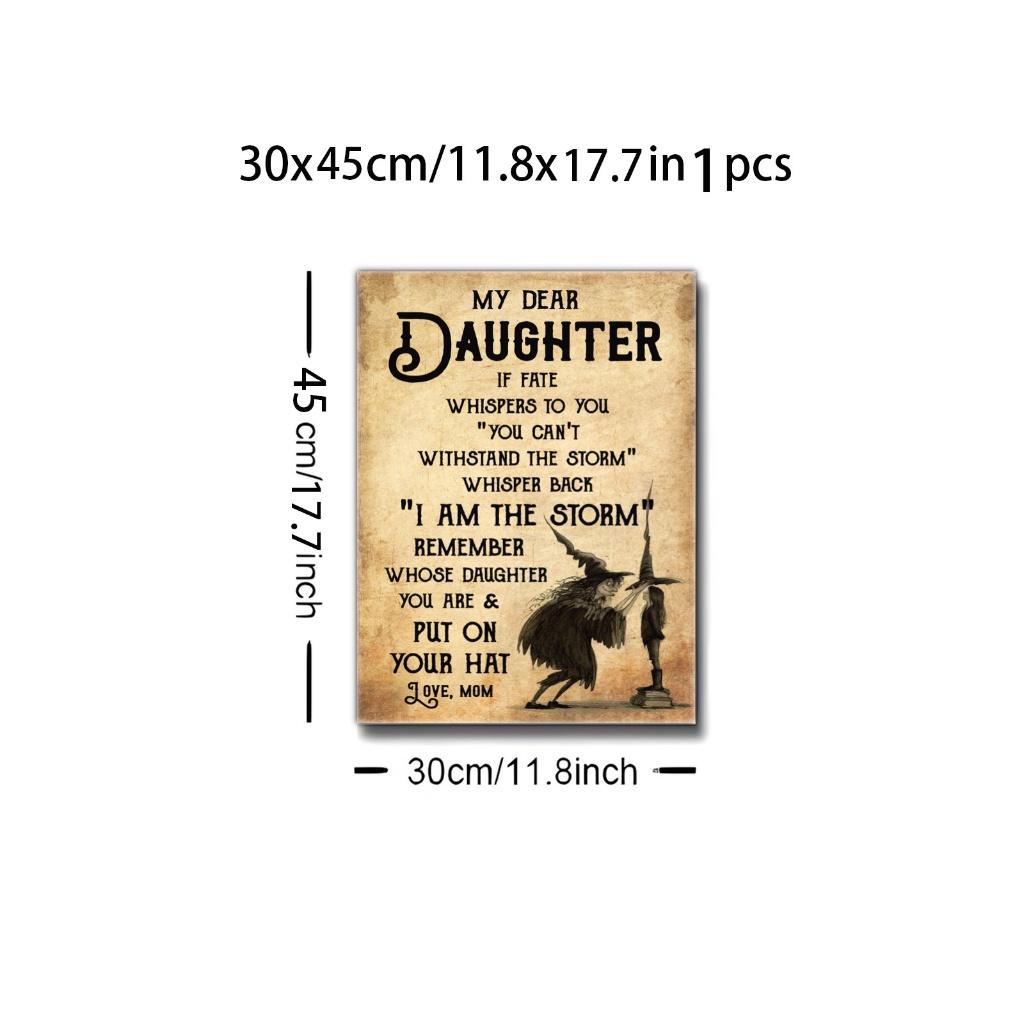 30x45cm/11.8x17.7in 1 pcs
MY DEAR
DAUGHTER
IF FATE
WHISPERS TO YOU
"YOU CAN'T
WITHSTAND THE STORM"
WHISPER BACK
"I AM THE STORM"
REMEMBER
WHOSE DAUGHTER
YOU ARE &
PUT ON
YOUR HAT
LOVE, MOM
45 cm/17.7inch
30cm/11.8inch